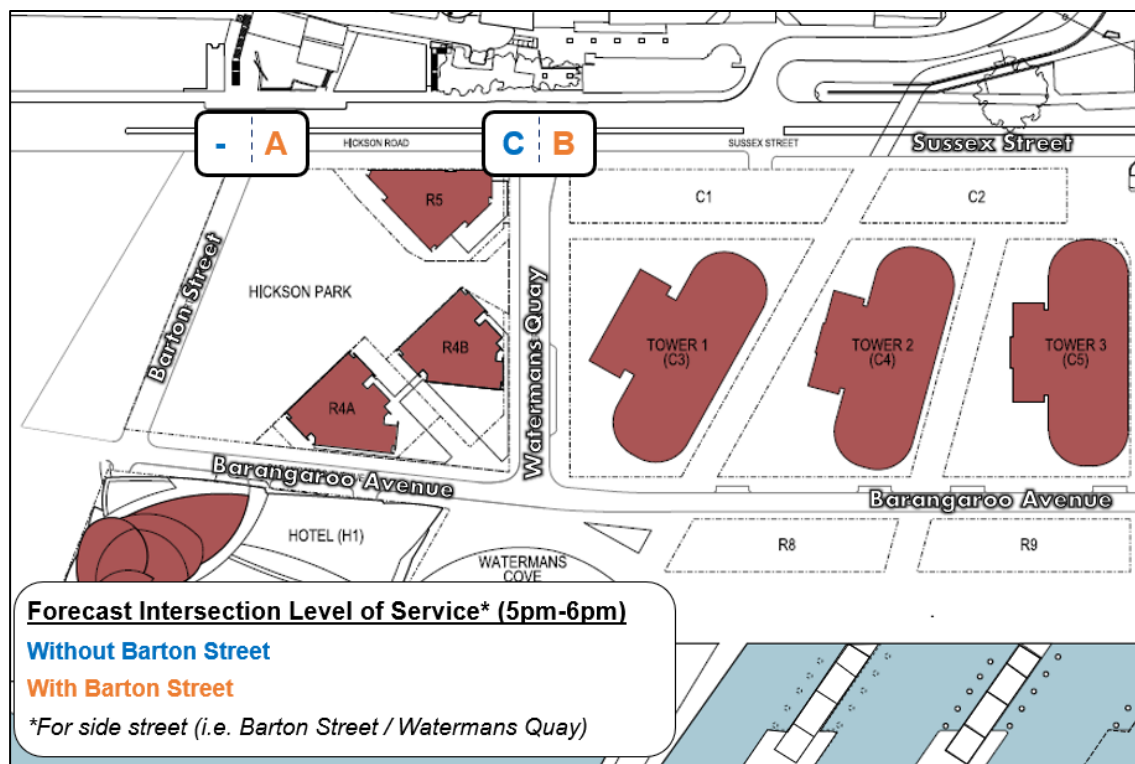 - A
HICKSON ROAD
C B
SUSSEX STREET
Sussex Street
R5
C1
C2
Barton Street
HICKSON PARK
Watermans Quay
R4B
R4A
TOWER 1
(C3)
TOWER 2
(C4)
TOWER 3
(C5)
Barangaroo Avenue
Barangaroo Avenue
HOTEL (H1)
WATERMANS
COVE
R8
R9
Forecast Intersection Level of Service* (5pm-6pm)
Without Barton Street
With Barton Street
*For side street (i.e. Barton Street / Watermans Quay)